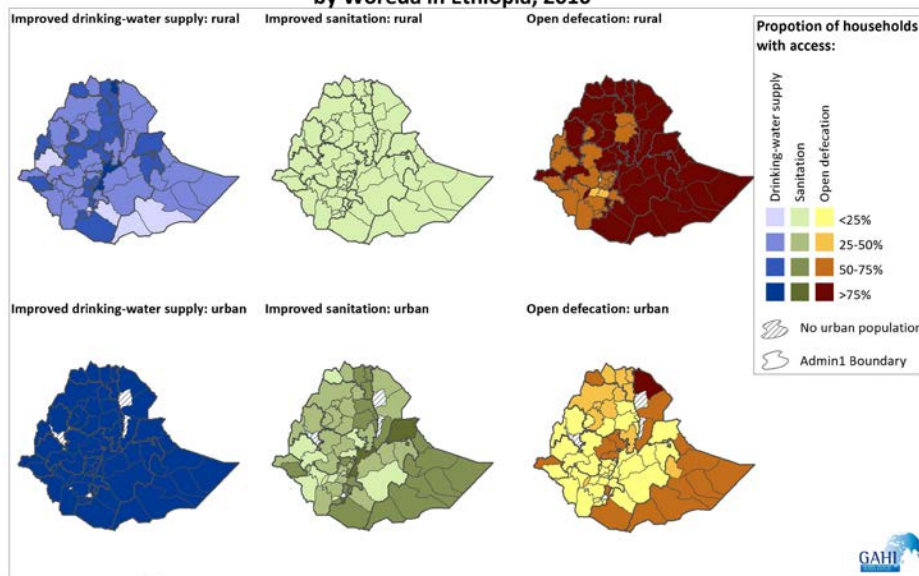 by Woreda in Ethiopia, 2010
Improved drinking-water supply: rural
Improved sanitation: rural
Open defecation: rural
Propotion of households
with access:
Drinking-water supply
Sanitation
Open defecation
<25%
25-50%
50-75%
>75%
No urban population
Admin1 Boundary
Improved drinking-water supply: urban
Improved sanitation: urban
Open defecation: urban
GAHI